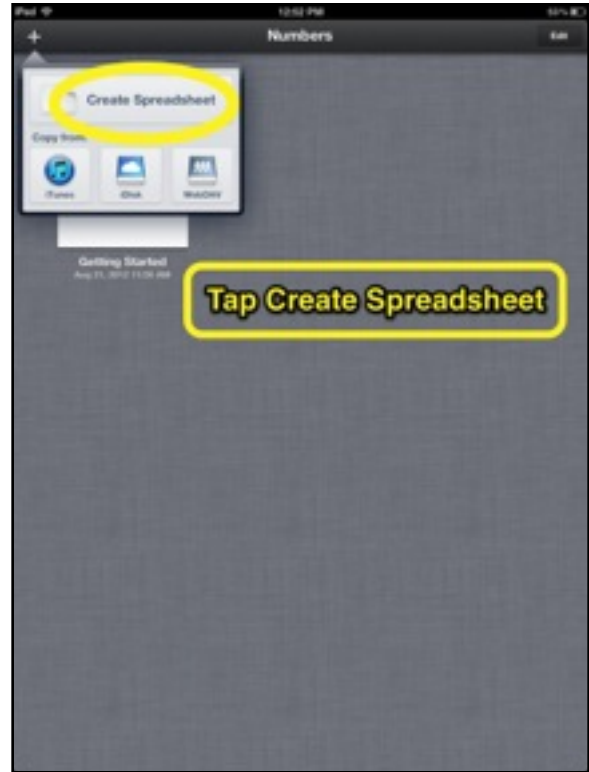 iPad 12:52 PM
+ Numbers Edit
Create Spreadsheet
Copy from:
iTunes iDisk WebDAV
Getting Started
Tap Create Spreadsheet